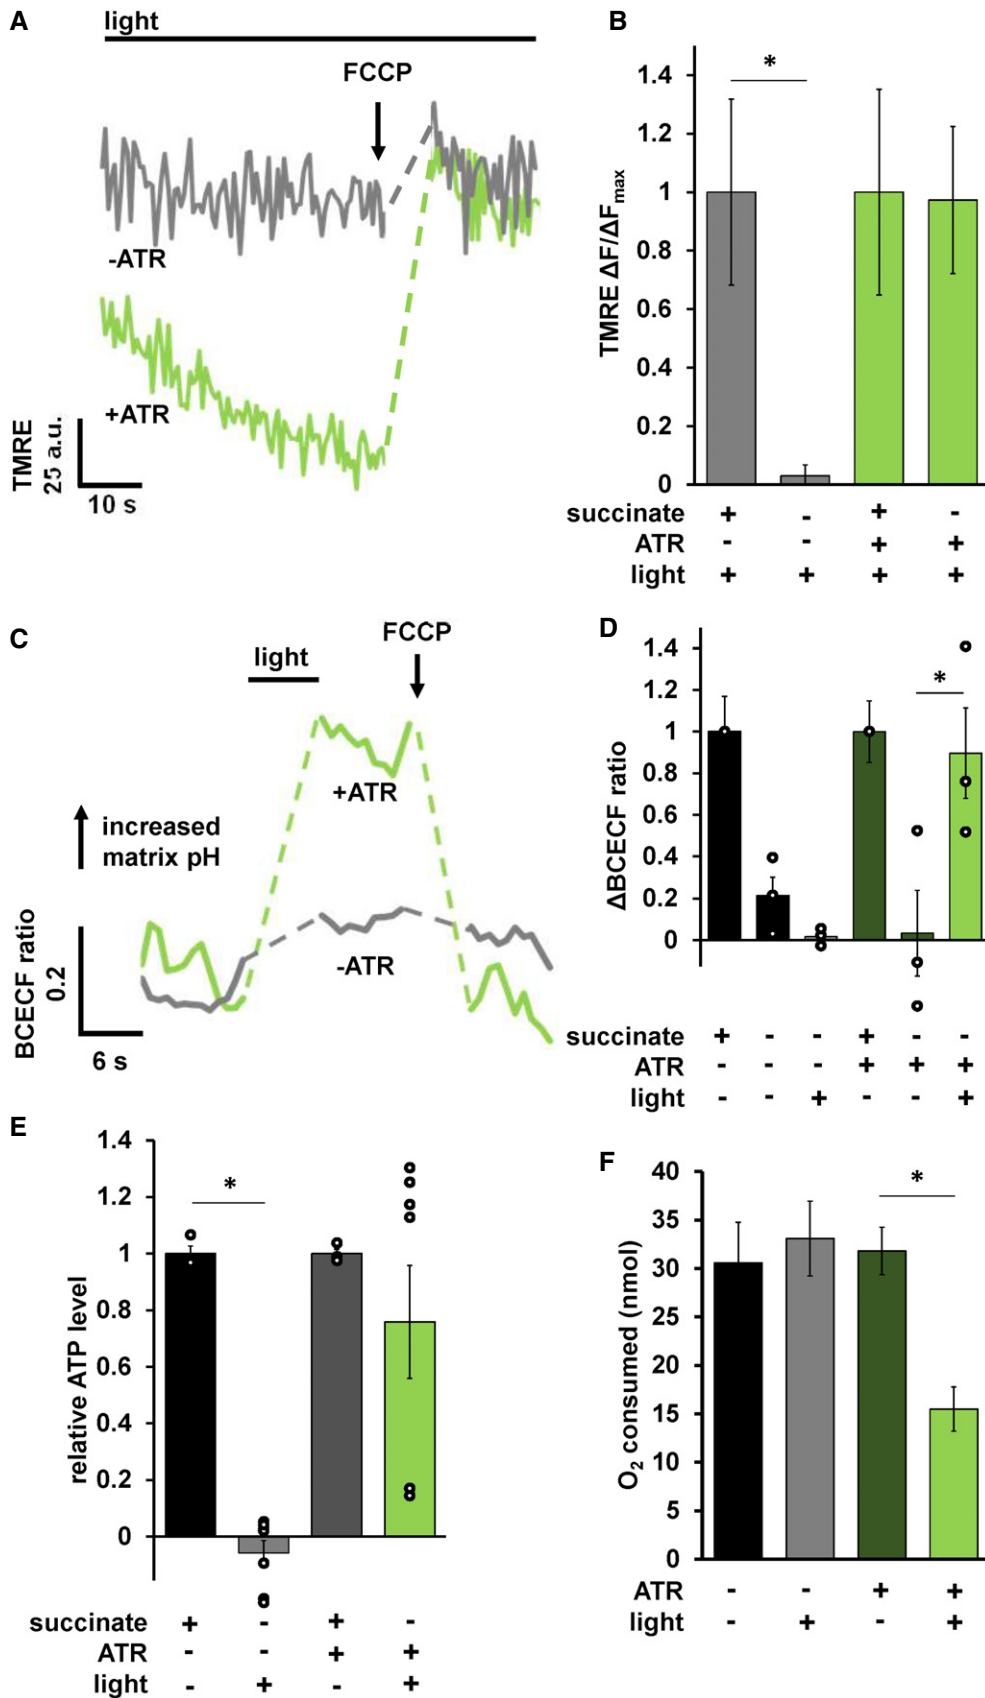 A
light
FCCP
-ATR
+ATR
TMRE
25 a.u.
10 s
B
TMRE ΔF/ΔFmax
1.4
1.2
1
0.8
0.6
0.4
0.2
0
*
succinate + - + -
ATR - - + +
light + + + +
C
light
FCCP
+ATR
increased
matrix pH
-ATR
BCECF ratio
0.2
6 s
D
ΔBCECF ratio
1.4
1.2
1
0.8
0.6
0.4
0.2
0
*
succinate + - - + - -
ATR - - - + + +
light - - + - - +
E
relative ATP level
1.4
1.2
1
0.8
0.6
0.4
0.2
0
*
succinate + - + -
ATR - - + +
light - + - +
F
O2 consumed (nmol)
40
35
30
25
20
15
10
5
0
*
ATR - - + +
light - + - +